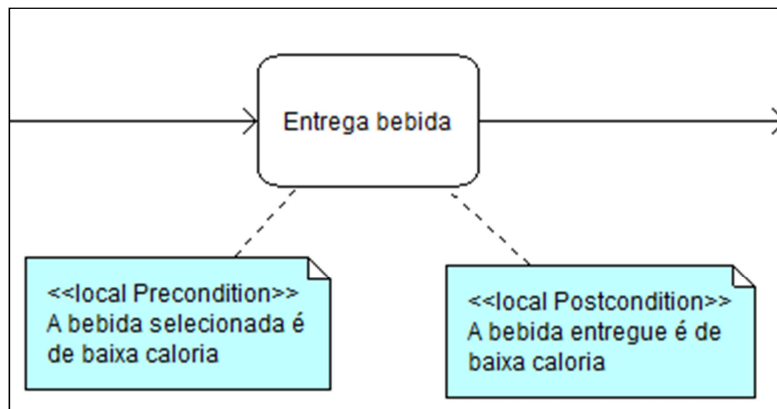 Entrega bebida
<<local Precondition>>
A bebida selecionada é
de baixa caloria
<<local Postcondition>>
A bebida entregue é de
baixa caloria